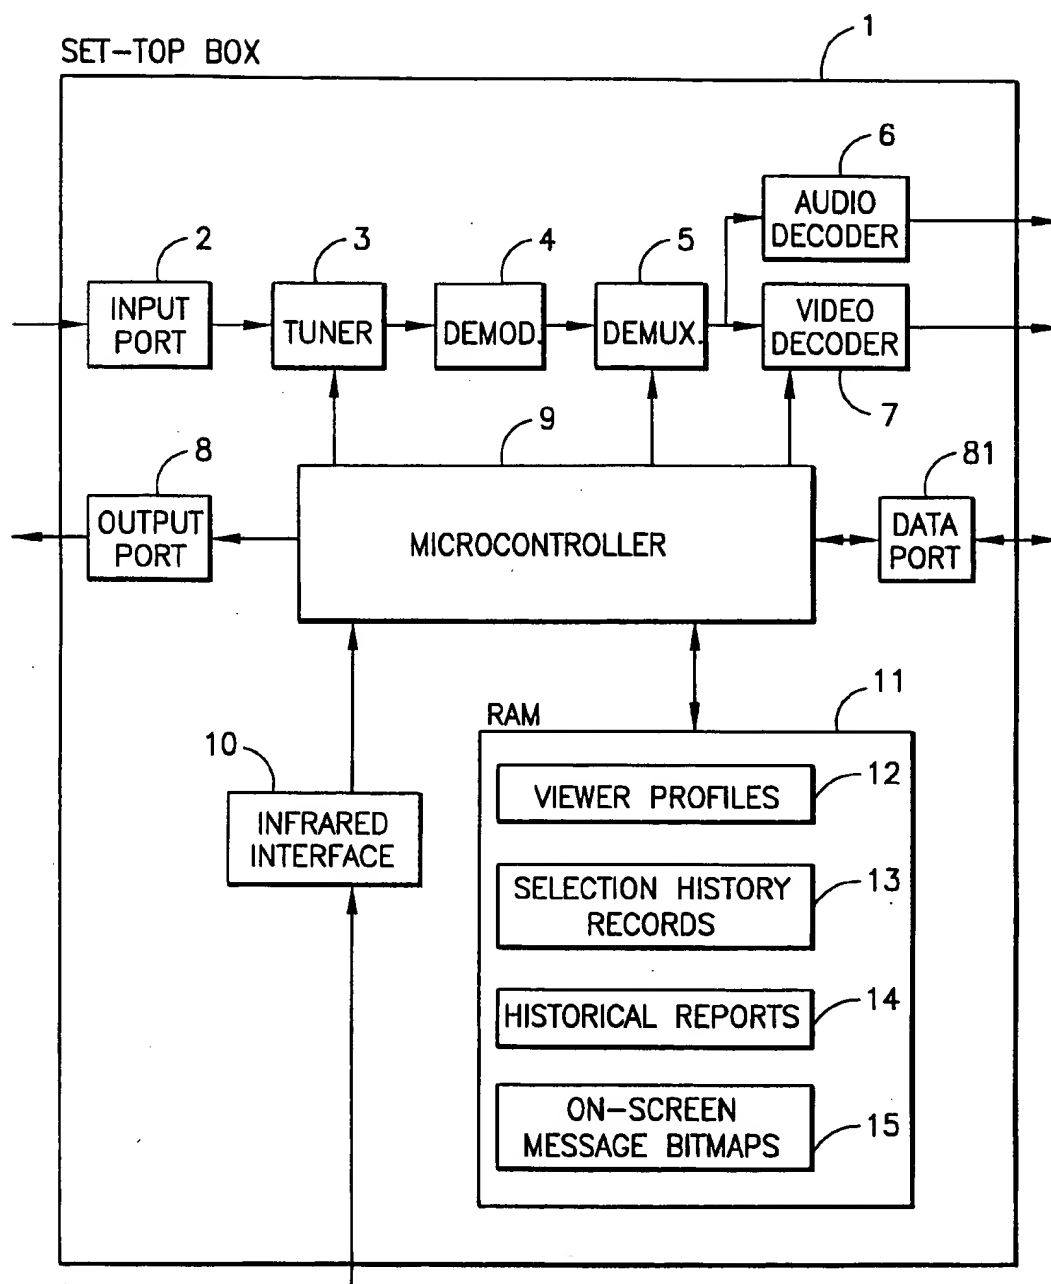 1
SET-TOP BOX
6
AUDIO
DECODER
2
3
4
5
INPUT
PORT
TUNER
DEMOD.
DEMUX.
VIDEO
DECODER
7
9
8
81
OUTPUT
PORT
MICROCONTROLLER
DATA
PORT
11
RAM
10
12
VIEWER PROFILES
INFRARED
INTERFACE
13
SELECTION HISTORY
RECORDS
14
HISTORICAL REPORTS
ON-SCREEN
MESSAGE BITMAPS
15